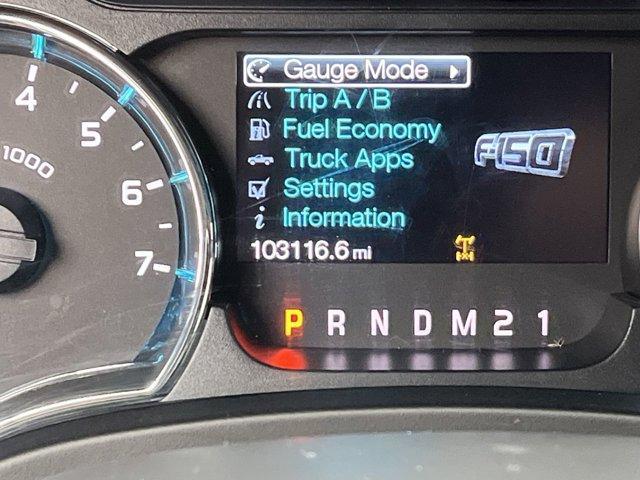 4
5
x1000
6
7
Gauge Mode
Trip A / B
Fuel Economy
Truck Apps
Settings
Information
F-150
103116.6 mi
P R N D M 2 1